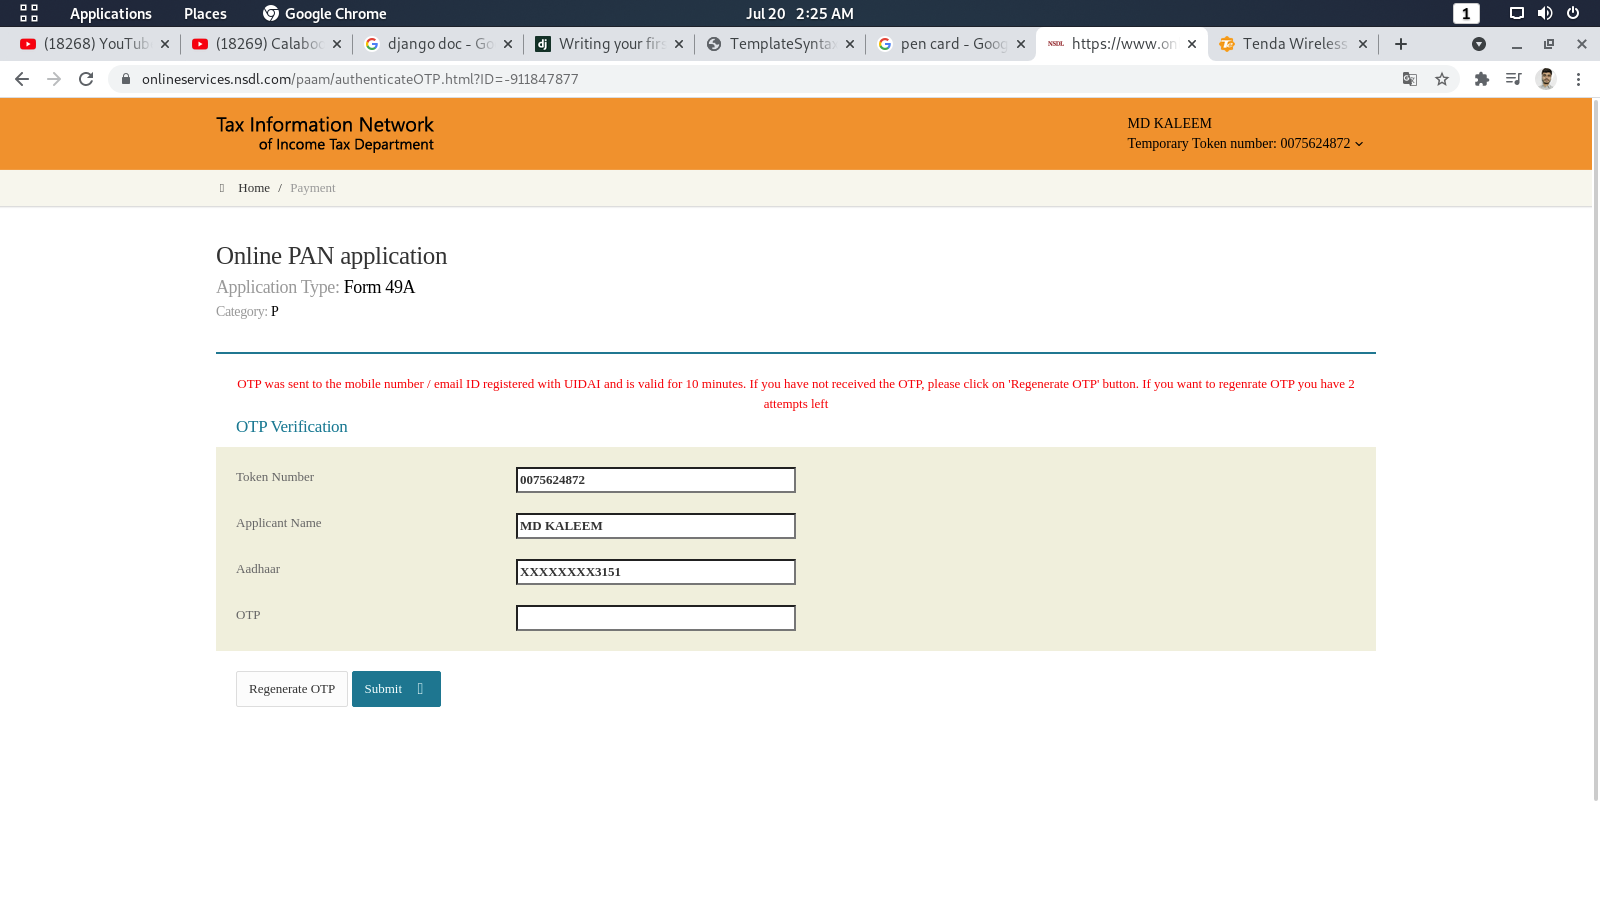 Applications Places Google Chrome Jul 20 2:25 AM 1
(18268) YouTub (18269) Calaboo django doc - Go Writing your firs TemplateSyntax pen card - Goog NSDL https://www.on Tenda Wireless
onlineservices.nsdl.com/paam/authenticateOTP.html?ID=-911847877
Tax Information Network
of Income Tax Department
MD KALEEM
Temporary Token number: 0075624872
Home / Payment
Online PAN application
Application Type: Form 49A
Category: P
OTP was sent to the mobile number / email ID registered with UIDAI and is valid for 10 minutes. If you have not received the OTP, please click on 'Regenerate OTP' button. If you want to regenrate OTP you have 2
attempts left
OTP Verification
Token Number 0075624872
Applicant Name MD KALEEM
Aadhaar XXXXXXXX3151
OTP
Regenerate OTP Submit